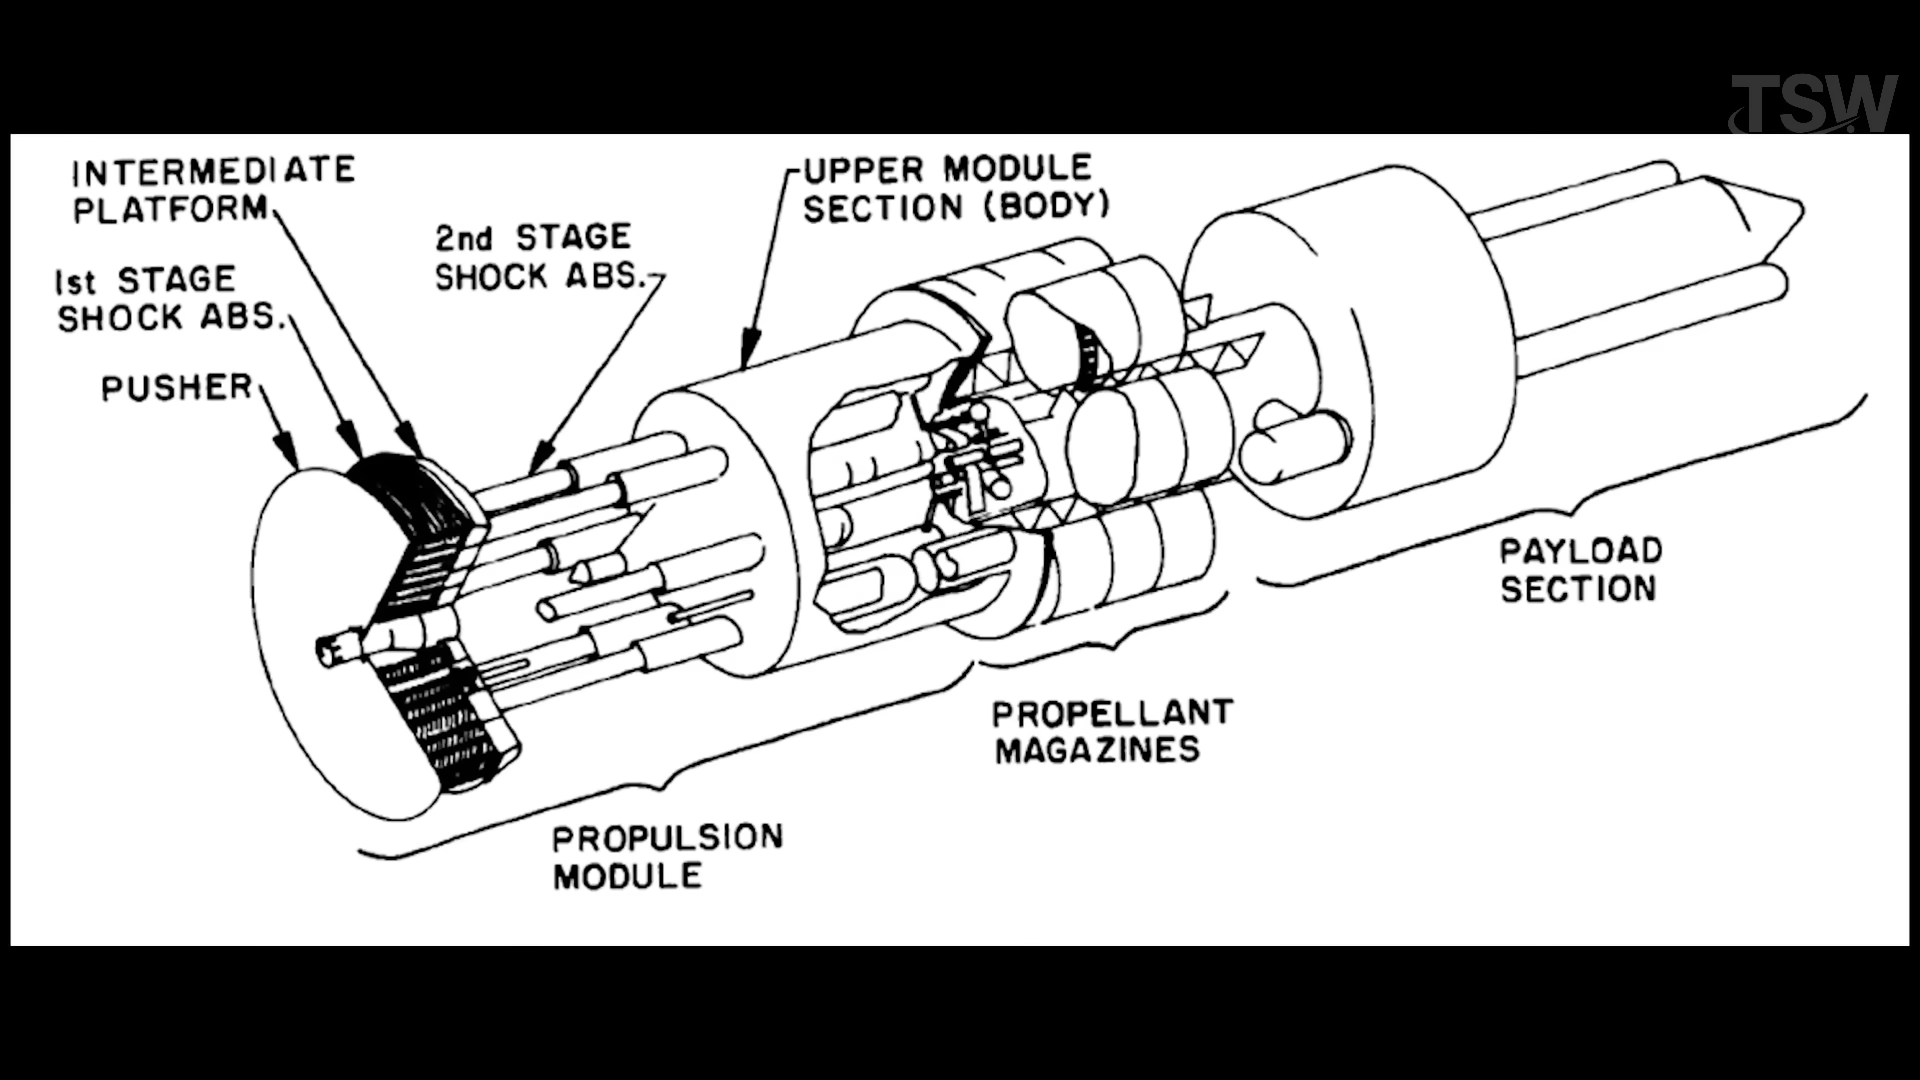 TSW
INTERMEDIATE
PLATFORM
UPPER MODULE
SECTION (BODY)
2nd STAGE
SHOCK ABS.
1st STAGE
SHOCK ABS.
PUSHER
PAYLOAD
SECTION
PROPELLANT
MAGAZINES
PROPULSION
MODULE